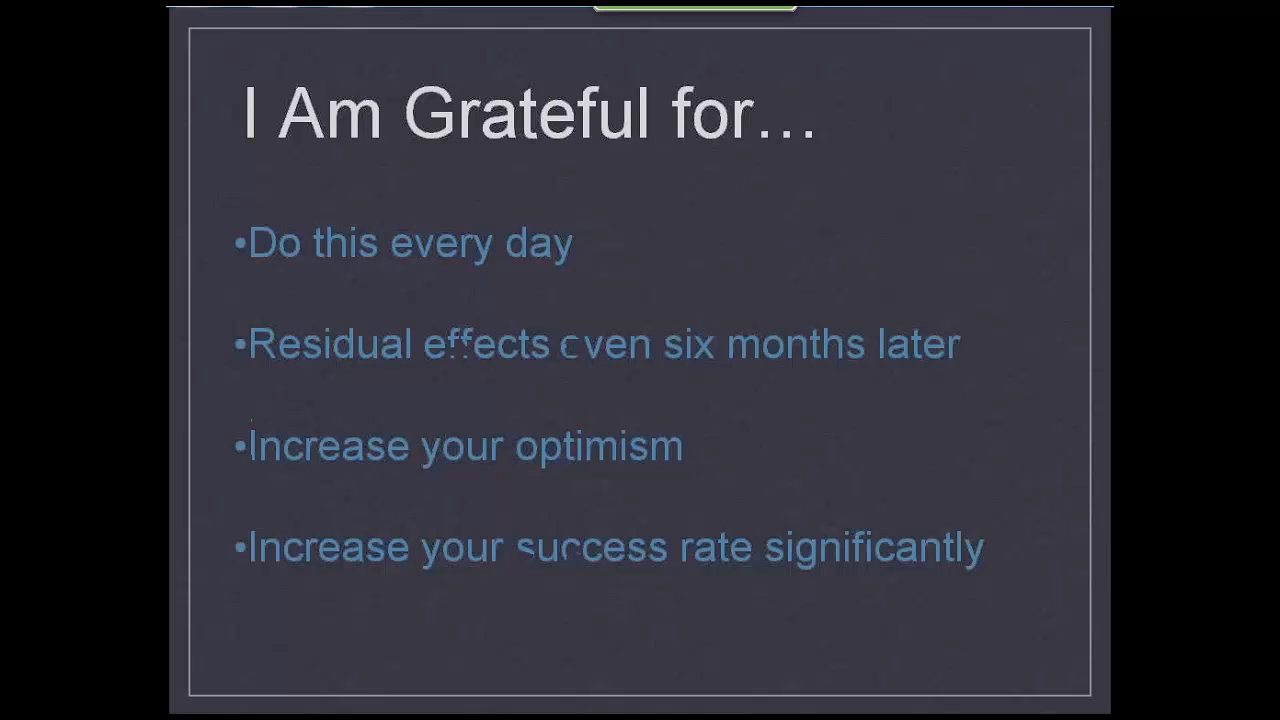 I Am Grateful for...
•Do this every day
•Residual effects even six months later
•Increase your optimism
•Increase your success rate significantly